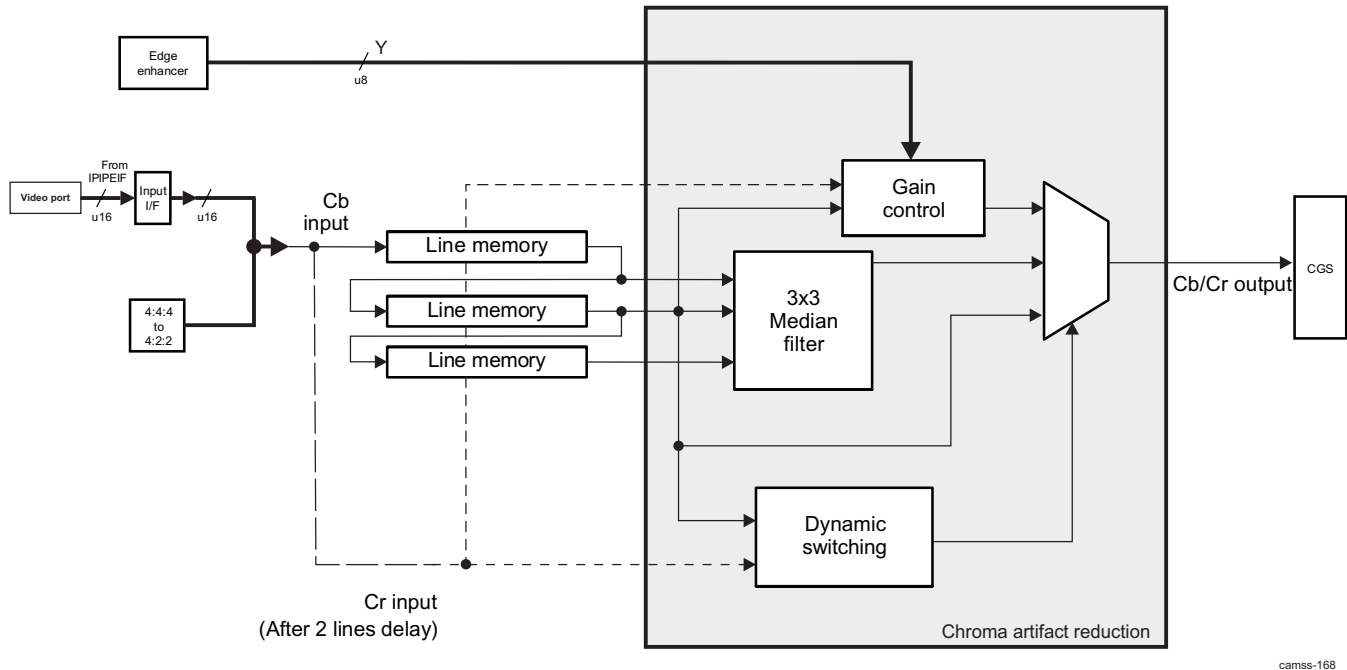 Edge
enhancer
Y
u8
From
IPIPEIF
Video port
u16
Input
I/F
u16
Cb
input
4:4:4
to
4:2:2
Line memory
Line memory
Line memory
Gain
control
3x3
Median
filter
Dynamic
switching
Cb/Cr output
CGS
Cr input
(After 2 lines delay)
Chroma artifact reduction
camss-168